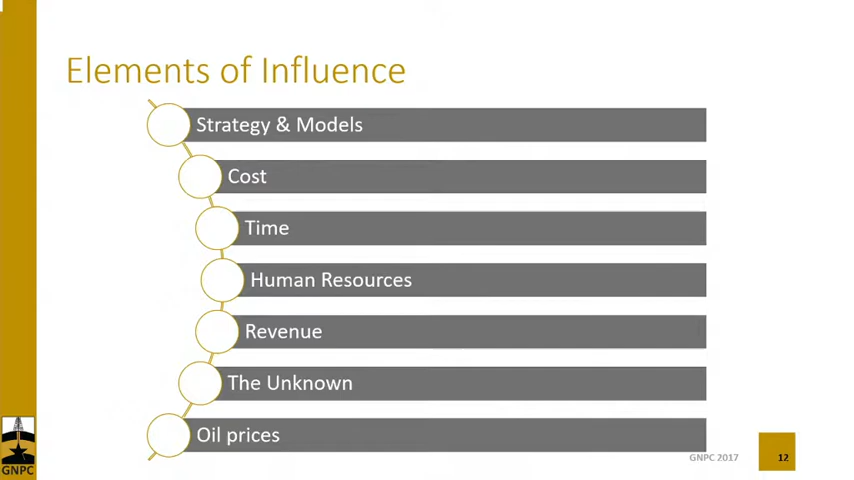 Elements of Influence
Strategy & Models
Cost
Time
Human Resources
Revenue
The Unknown
Oil prices
GNPC
GNPC 2017
12